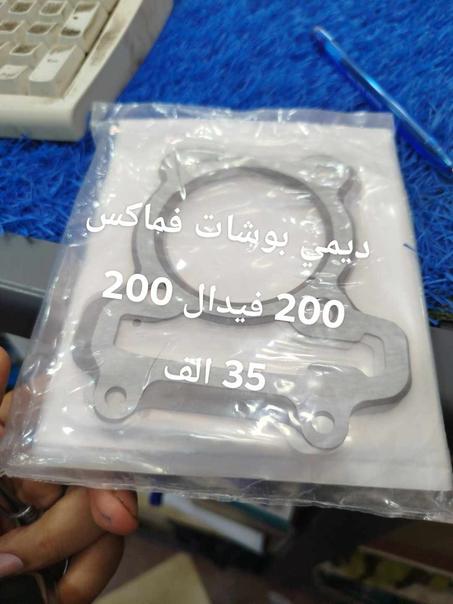 ديمي بوشات فماكس
200 فيدال 200
35 الف